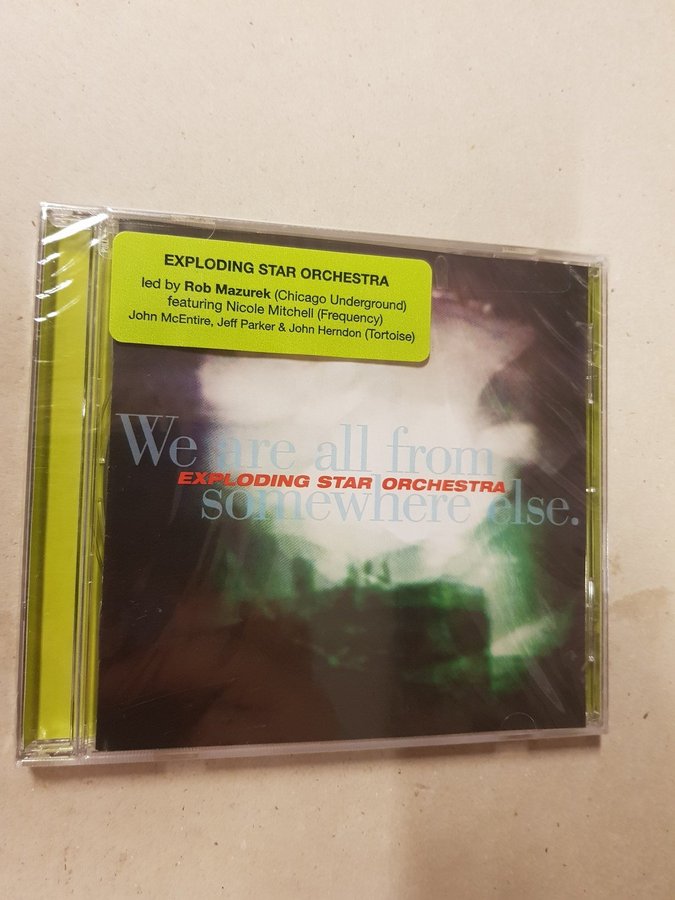 EXPLODING STAR ORCHESTRA
led by Rob Mazurek (Chicago Underground)
featuring Nicole Mitchell (Frequency)
John McEntire, Jeff Parker & John Herndon (Tortoise)
We are all from
EXPLODING STAR ORCHESTRA
somewhere else.